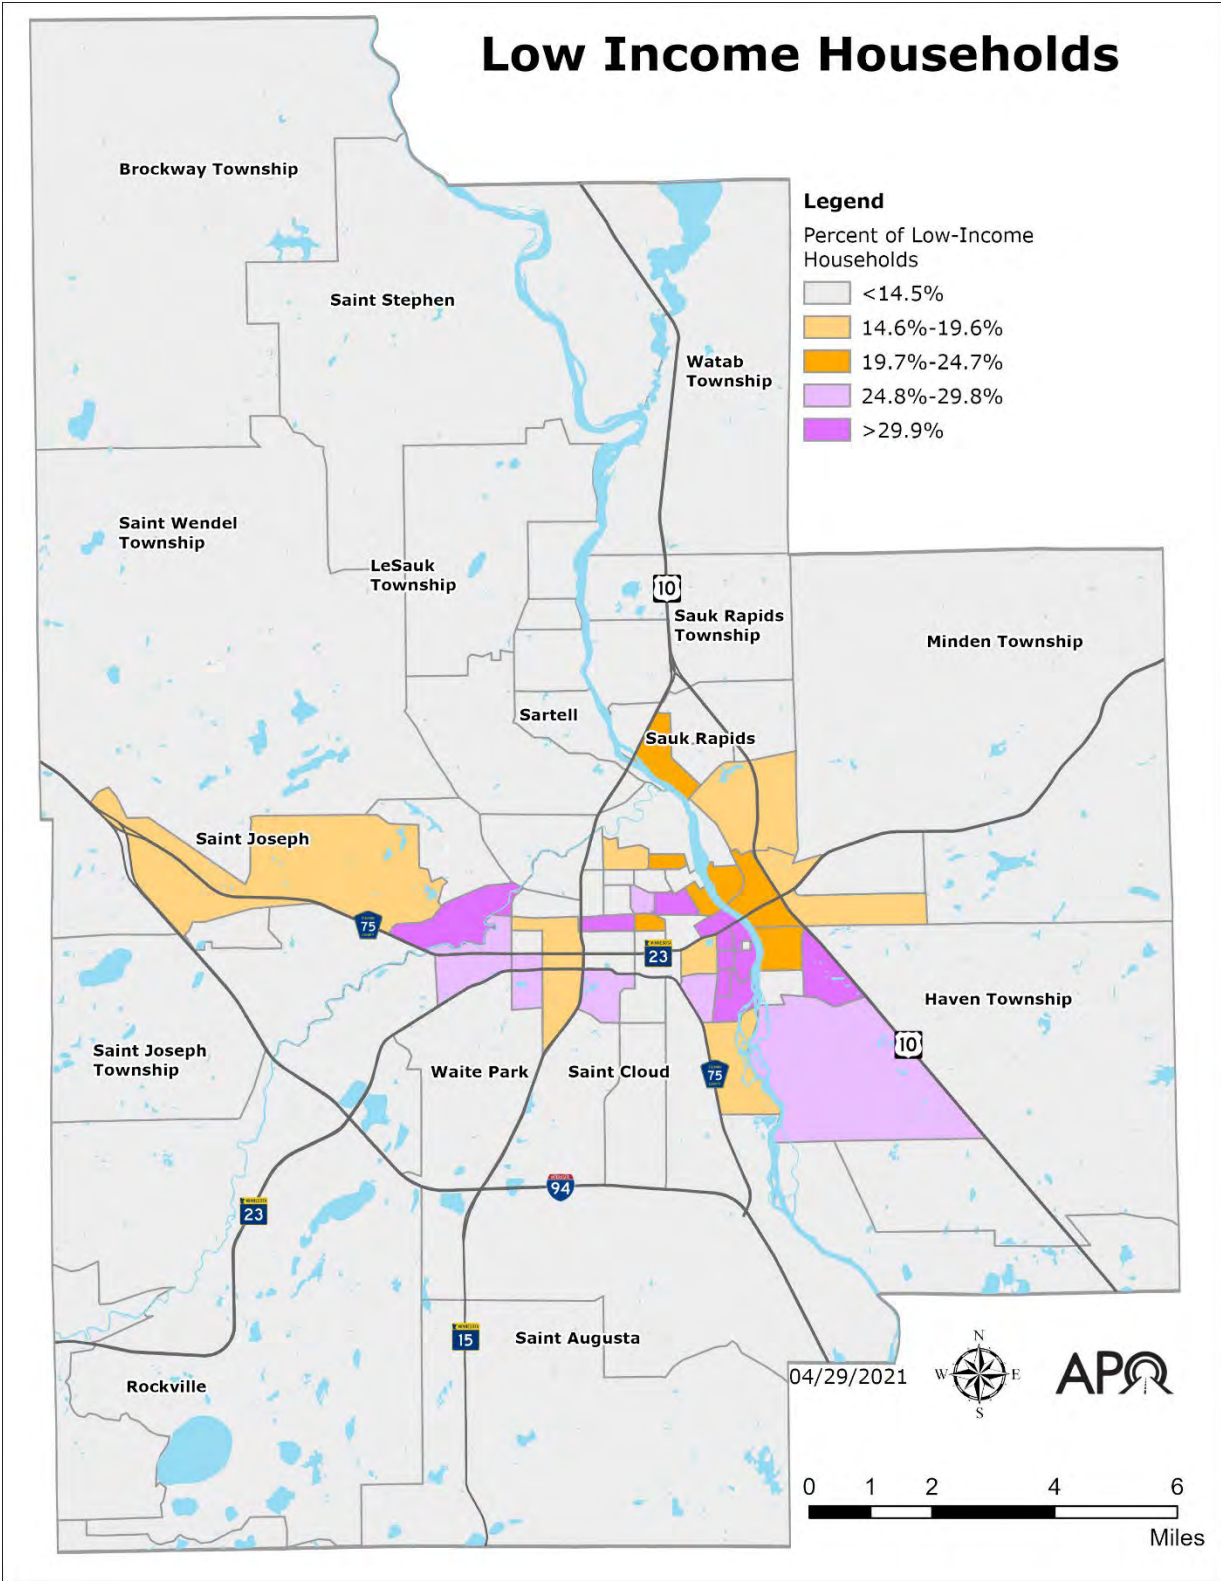 Low Income Households
Brockway Township
Legend
Percent of Low-Income
Households
<14.5%
14.6%-19.6%
19.7%-24.7%
24.8%-29.8%
>29.9%
Saint Stephen
Watab
Township
Saint Wendel
Township
LeSauk
Township
10
Sauk Rapids
Township
Minden Township
Sartell
Sauk Rapids
Saint Joseph
75
MINNESOTA
23
Haven Township
10
Saint Joseph
Township
Waite Park
Saint Cloud
75
94
MINNESOTA
23
MINNESOTA
15
Saint Augusta
Rockville
04/29/2021
N
W
E
S
APO
0 1 2 4 6
Miles